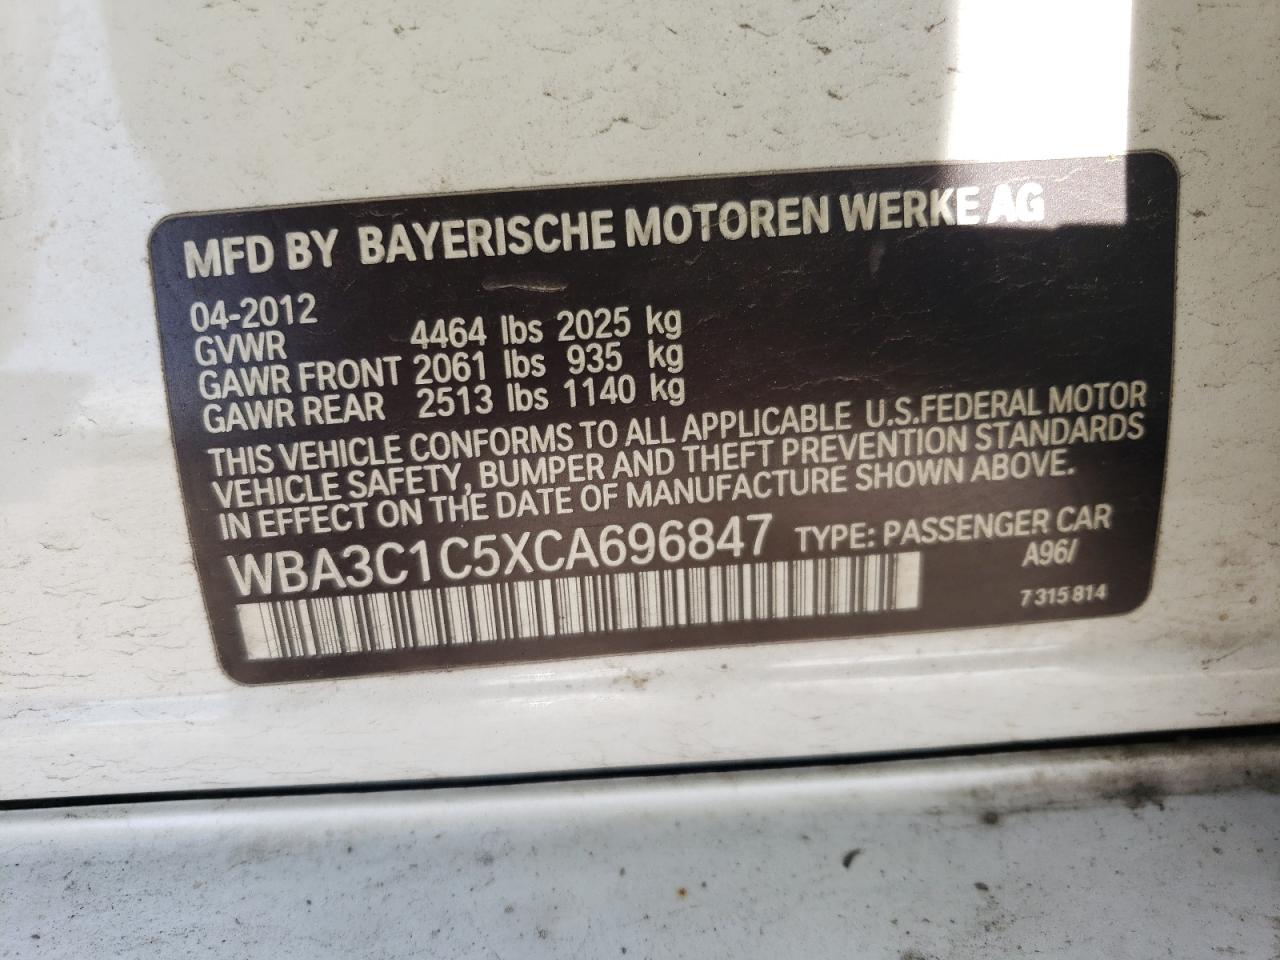 MFD BY BAYERISCHE MOTOREN WERKE AG
04-2012
GVWR 4464 lbs 2025 kg
GAWR FRONT 2061 lbs 935 kg
GAWR REAR 2513 lbs 1140 kg
THIS VEHICLE CONFORMS TO ALL APPLICABLE U.S.FEDERAL MOTOR
VEHICLE SAFETY, BUMPER AND THEFT PREVENTION STANDARDS
IN EFFECT ON THE DATE OF MANUFACTURE SHOWN ABOVE.
WBA3C1C5XCA696847 TYPE: PASSENGER CAR
A96/
7 315 814